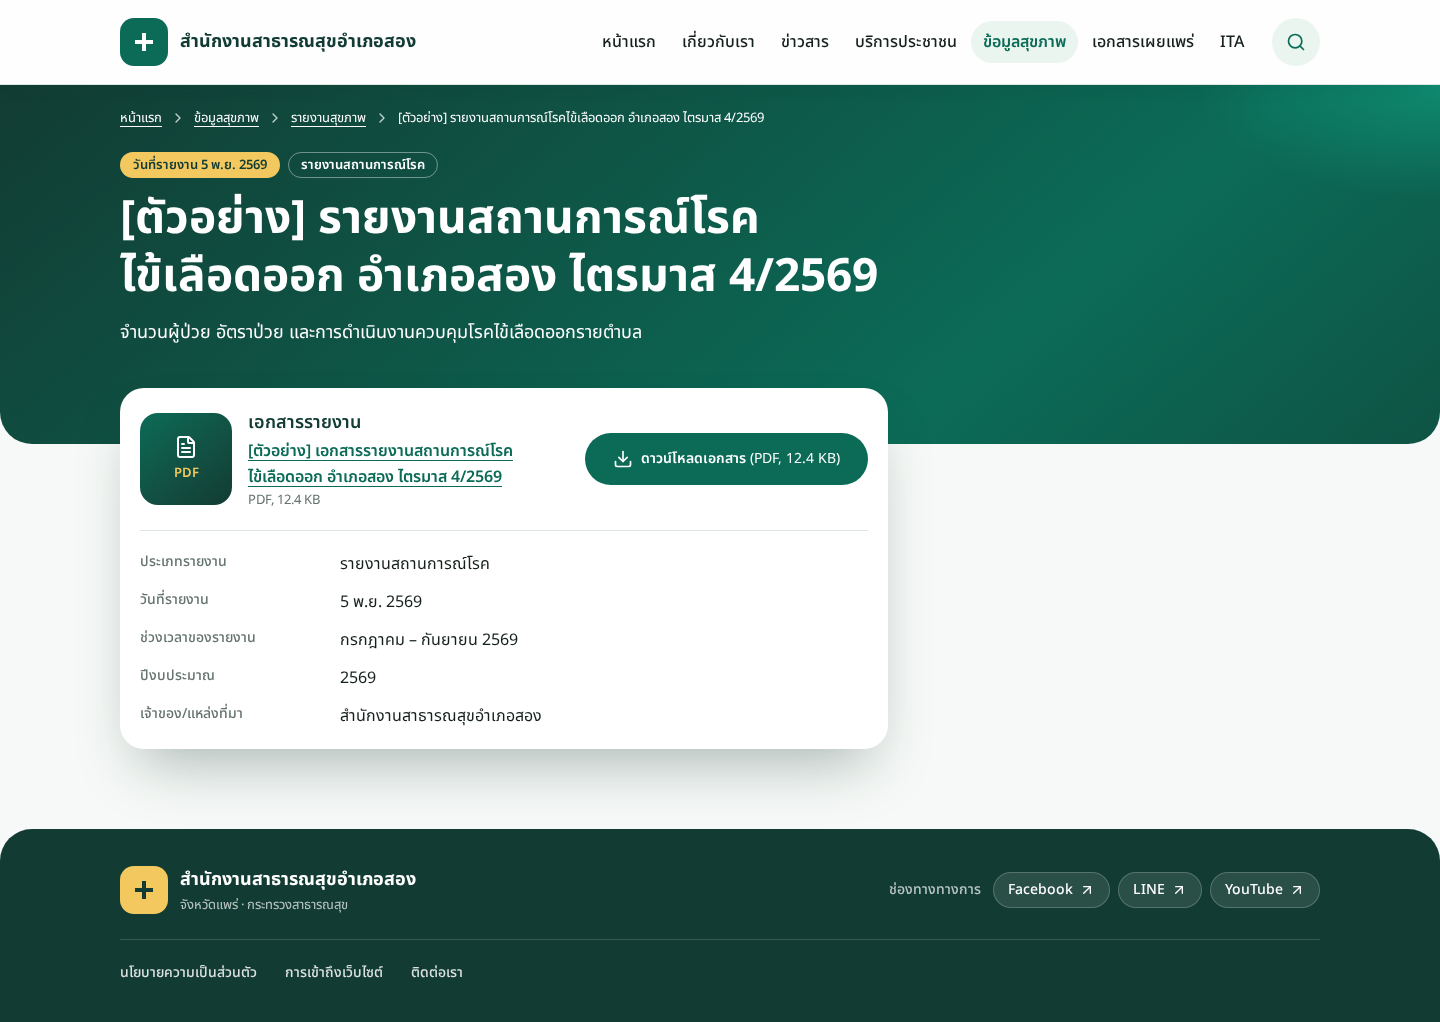 สำนักงานสาธารณสุขอำเภอสอง
หน้าแรก เกี่ยวกับเรา ข่าวสาร บริการประชาชน ข้อมูลสุขภาพ เอกสารเผยแพร่ ITA
หน้าแรก ข้อมูลสุขภาพ รายงานสุขภาพ [ตัวอย่าง] รายงานสถานการณ์โรคไข้เลือดออก อำเภอสอง ไตรมาส 4/2569
วันที่รายงาน 5 พ.ย. 2569 รายงานสถานการณ์โรค
[ตัวอย่าง] รายงานสถานการณ์โรค
ไข้เลือดออก อำเภอสอง ไตรมาส 4/2569
จำนวนผู้ป่วย อัตราป่วย และการดำเนินงานควบคุมโรคไข้เลือดออกรายตำบล
PDF
เอกสารรายงาน
[ตัวอย่าง] เอกสารรายงานสถานการณ์โรค
ไข้เลือดออก อำเภอสอง ไตรมาส 4/2569
PDF, 12.4 KB
ดาวน์โหลดเอกสาร (PDF, 12.4 KB)
ประเภทรายงาน รายงานสถานการณ์โรค
วันที่รายงาน 5 พ.ย. 2569
ช่วงเวลาของรายงาน กรกฎาคม – กันยายน 2569
ปีงบประมาณ 2569
เจ้าของ/แหล่งที่มา สำนักงานสาธารณสุขอำเภอสอง
สำนักงานสาธารณสุขอำเภอสอง
จังหวัดแพร่ · กระทรวงสาธารณสุข
ช่องทางทางการ Facebook LINE YouTube
นโยบายความเป็นส่วนตัว การเข้าถึงเว็บไซต์ ติดต่อเรา